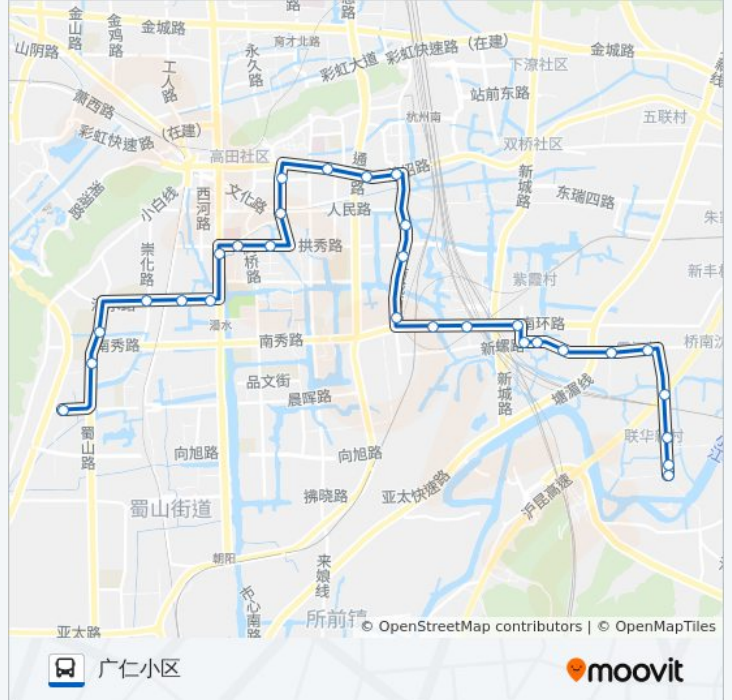 金山路
金鸡路
金城路
山阴路
路
育才北路
永久路
工人路
彩虹大道
彩虹快速路（在建）
金城路
下潦社区
站前东路
五联村
萧西路
彩虹快速路（在建）
杭州南
双桥社区
高田社区
通
路
招路
小白线
西河路
文化路
人民路
新城路
东瑞四路
崇化路
拱秀路
桥路
紫霞村
新丰
湘水
南秀路
南秀路
南环路
新螺路
桥南
品文街
晨晖路
新城路
塘湄线
蜀山路
向旭路
向旭路
联华新村
蜀山街道
拂晓路
亚太快速路
沪昆高速
朝阳
来娘线
市心南路
所前镇
亚太路
© OpenStreetMap contributors | © OpenMapTiles
广仁小区
moovit